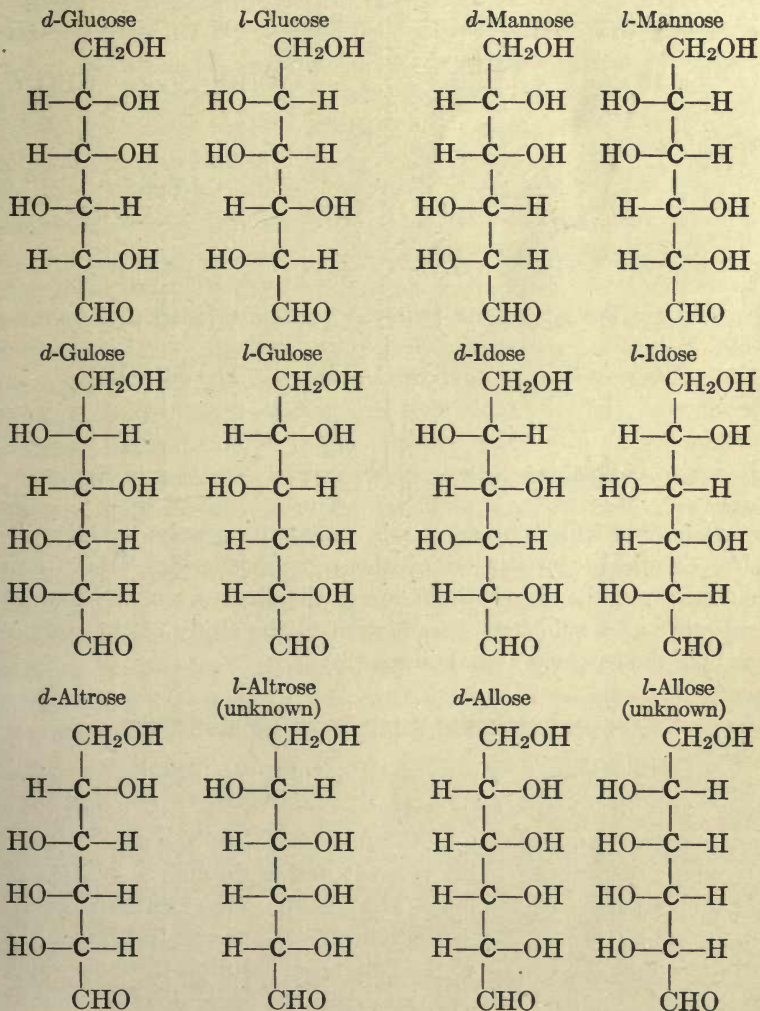 d-Glucose l-Glucose d-Mannose l-Mannose
CH₂OH CH₂OH CH₂OH CH₂OH
H—C—OH HO—C—H H—C—OH HO—C—H
H—C—OH HO—C—H H—C—OH HO—C—H
HO—C—H H—C—OH HO—C—H H—C—OH
H—C—OH HO—C—H HO—C—H H—C—OH
CHO CHO CHO CHO
d-Gulose l-Gulose d-Idose l-Idose
CH₂OH CH₂OH CH₂OH CH₂OH
HO—C—H H—C—OH HO—C—H H—C—OH
H—C—OH HO—C—H H—C—OH HO—C—H
HO—C—H H—C—OH HO—C—H H—C—OH
HO—C—H H—C—OH H—C—OH HO—C—H
CHO CHO CHO CHO
d-Altrose l-Altrose d-Allose l-Allose
(unknown) (unknown)
CH₂OH CH₂OH CH₂OH CH₂OH
H—C—OH HO—C—H H—C—OH HO—C—H
HO—C—H H—C—OH H—C—OH HO—C—H
HO—C—H H—C—OH H—C—OH HO—C—H
HO—C—H H—C—OH H—C—OH HO—C—H
CHO CHO CHO CHO